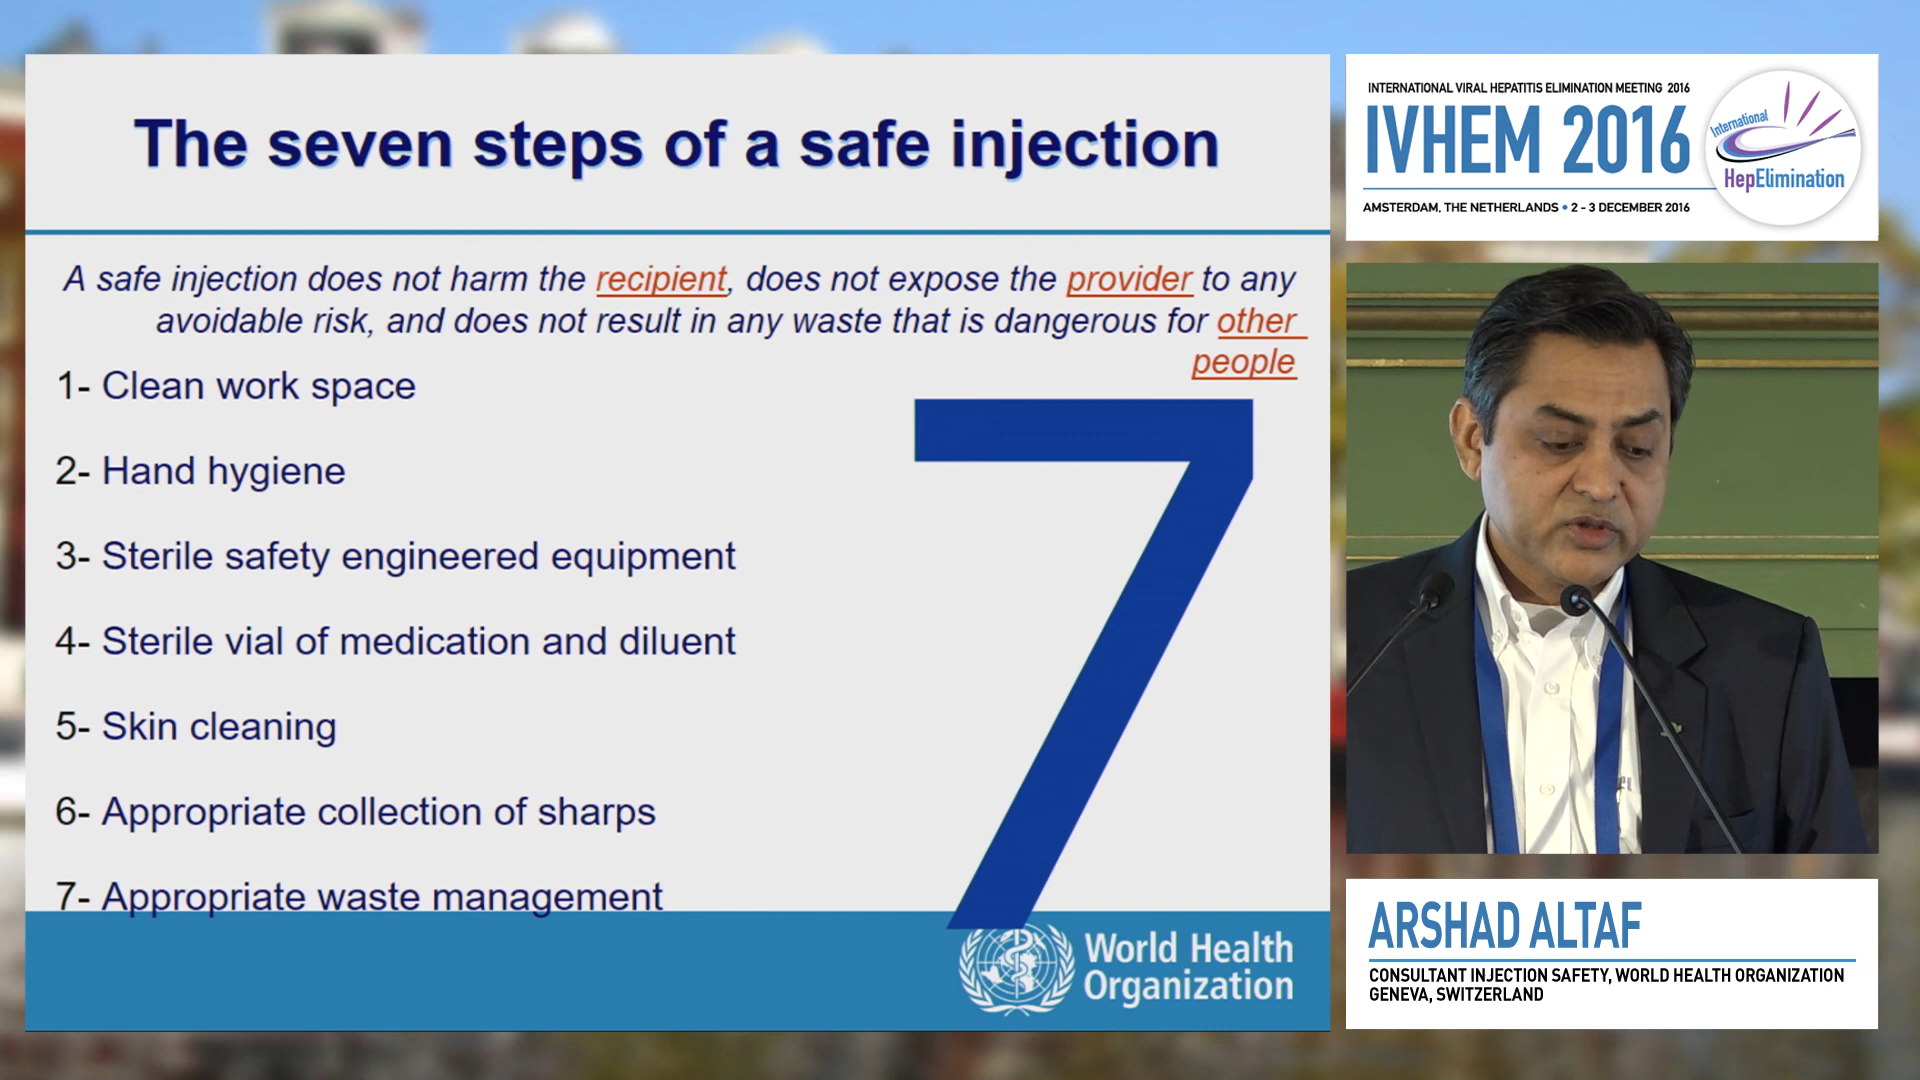 The seven steps of a safe injection
A safe injection does not harm the recipient, does not expose the provider to any
avoidable risk, and does not result in any waste that is dangerous for other
people
1- Clean work space
2- Hand hygiene
3- Sterile safety engineered equipment
4- Sterile vial of medication and diluent
5- Skin cleaning
6- Appropriate collection of sharps
7- Appropriate waste management
7
World Health
Organization
INTERNATIONAL VIRAL HEPATITIS ELIMINATION MEETING 2016
IVHEM 2016
AMSTERDAM, THE NETHERLANDS • 2 - 3 DECEMBER 2016
International
HepElimination
ARSHAD ALTAF
CONSULTANT INJECTION SAFETY, WORLD HEALTH ORGANIZATION
GENEVA, SWITZERLAND